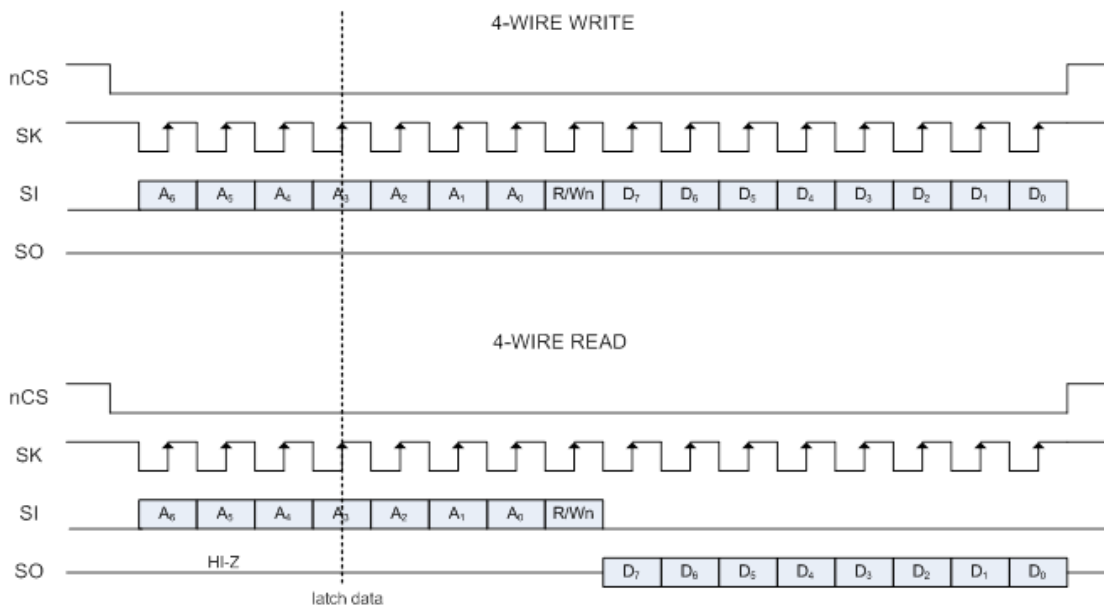 4-WIRE WRITE
nCS
SK
SI A6 A5 A4 A3 A2 A1 A0 R/Wn D7 D6 D5 D4 D3 D2 D1 D0
SO
4-WIRE READ
nCS
SK
SI A6 A5 A4 A3 A2 A1 A0 R/Wn
SO HI-Z D7 D6 D5 D4 D3 D2 D1 D0
latch data